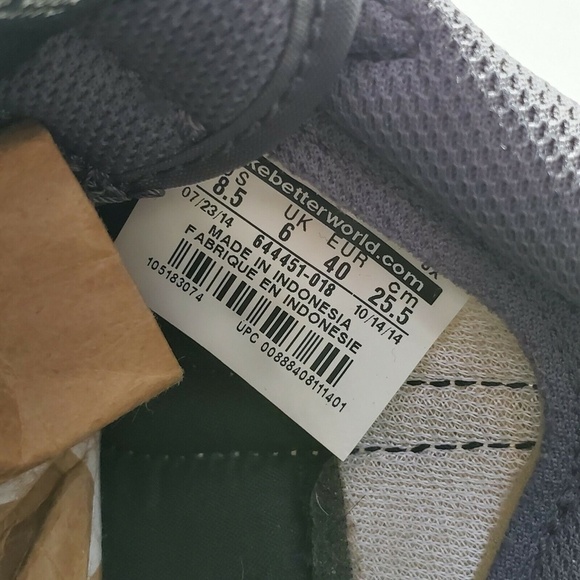 kebetterworld.com
US UK EUR cm
8.5 6 40 25.5
07/23/14 644451-018 10/14/14
MADE IN INDONESIA
FABRIQUE EN INDONESIE
105183074
UPC 00888408111401